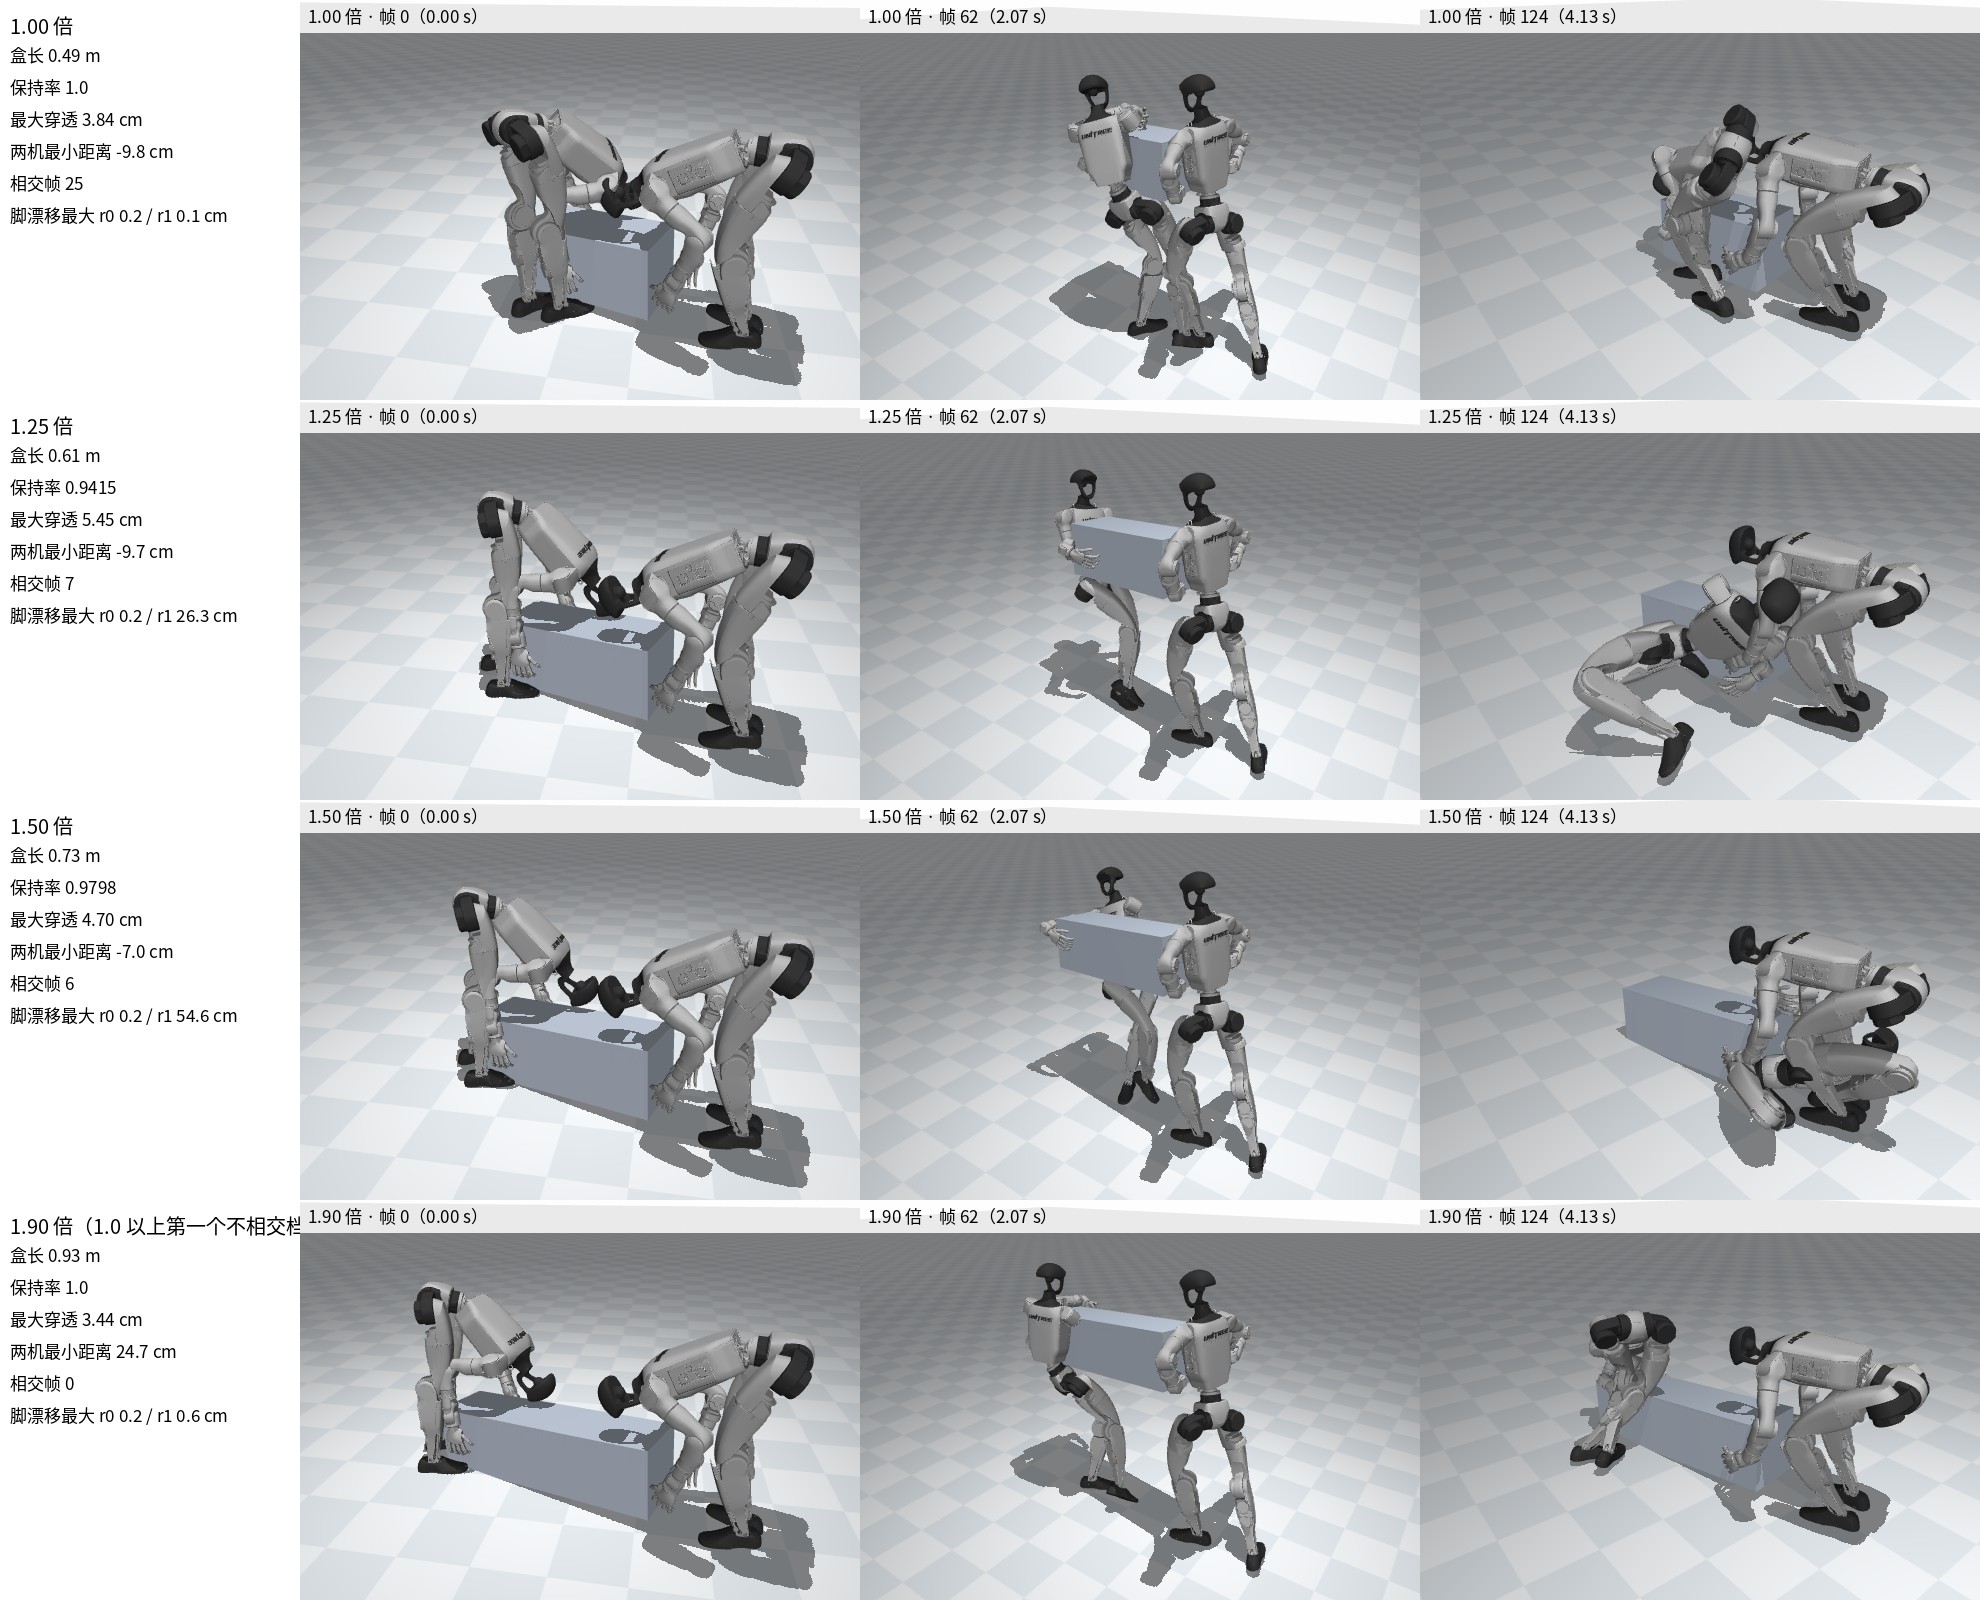 1.00 倍
盒长 0.49 m
保持率 1.0
最大穿透 3.84 cm
两机最小距离 -9.8 cm
相交帧 25
脚漂移最大 r0 0.2 / r1 0.1 cm
1.00 倍 · 帧 0（0.00 s）
1.00 倍 · 帧 62（2.07 s）
1.00 倍 · 帧 124（4.13 s）
1.25 倍
盒长 0.61 m
保持率 0.9415
最大穿透 5.45 cm
两机最小距离 -9.7 cm
相交帧 7
脚漂移最大 r0 0.2 / r1 26.3 cm
1.25 倍 · 帧 0（0.00 s）
1.25 倍 · 帧 62（2.07 s）
1.25 倍 · 帧 124（4.13 s）
1.50 倍
盒长 0.73 m
保持率 0.9798
最大穿透 4.70 cm
两机最小距离 -7.0 cm
相交帧 6
脚漂移最大 r0 0.2 / r1 54.6 cm
1.50 倍 · 帧 0（0.00 s）
1.50 倍 · 帧 62（2.07 s）
1.50 倍 · 帧 124（4.13 s）
1.90 倍（1.0 以上第一个不相交档
盒长 0.93 m
保持率 1.0
最大穿透 3.44 cm
两机最小距离 24.7 cm
相交帧 0
脚漂移最大 r0 0.2 / r1 0.6 cm
1.90 倍 · 帧 0（0.00 s）
1.90 倍 · 帧 62（2.07 s）
1.90 倍 · 帧 124（4.13 s）